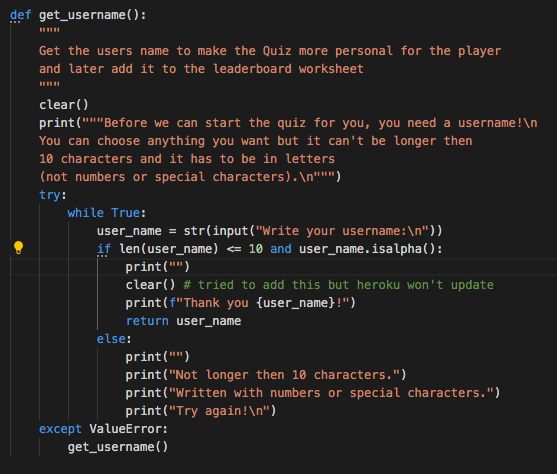 def get_username():
    """
    Get the users name to make the Quiz more personal for the player
    and later add it to the leaderboard worksheet
    """
    clear()
    print("""Before we can start the quiz for you, you need a username!\n
    You can choose anything you want but it can't be longer then
    10 characters and it has to be in letters
    (not numbers or special characters).\n""")
    try:
        while True:
            user_name = str(input("Write your username:\n"))
            if len(user_name) <= 10 and user_name.isalpha():
                print("")
                clear() # tried to add this but heroku won't update
                print(f"Thank you {user_name}!")
                return user_name
            else:
                print("")
                print("Not longer then 10 characters.")
                print("Written with numbers or special characters.")
                print("Try again!\n")
    except ValueError:
        get_username()